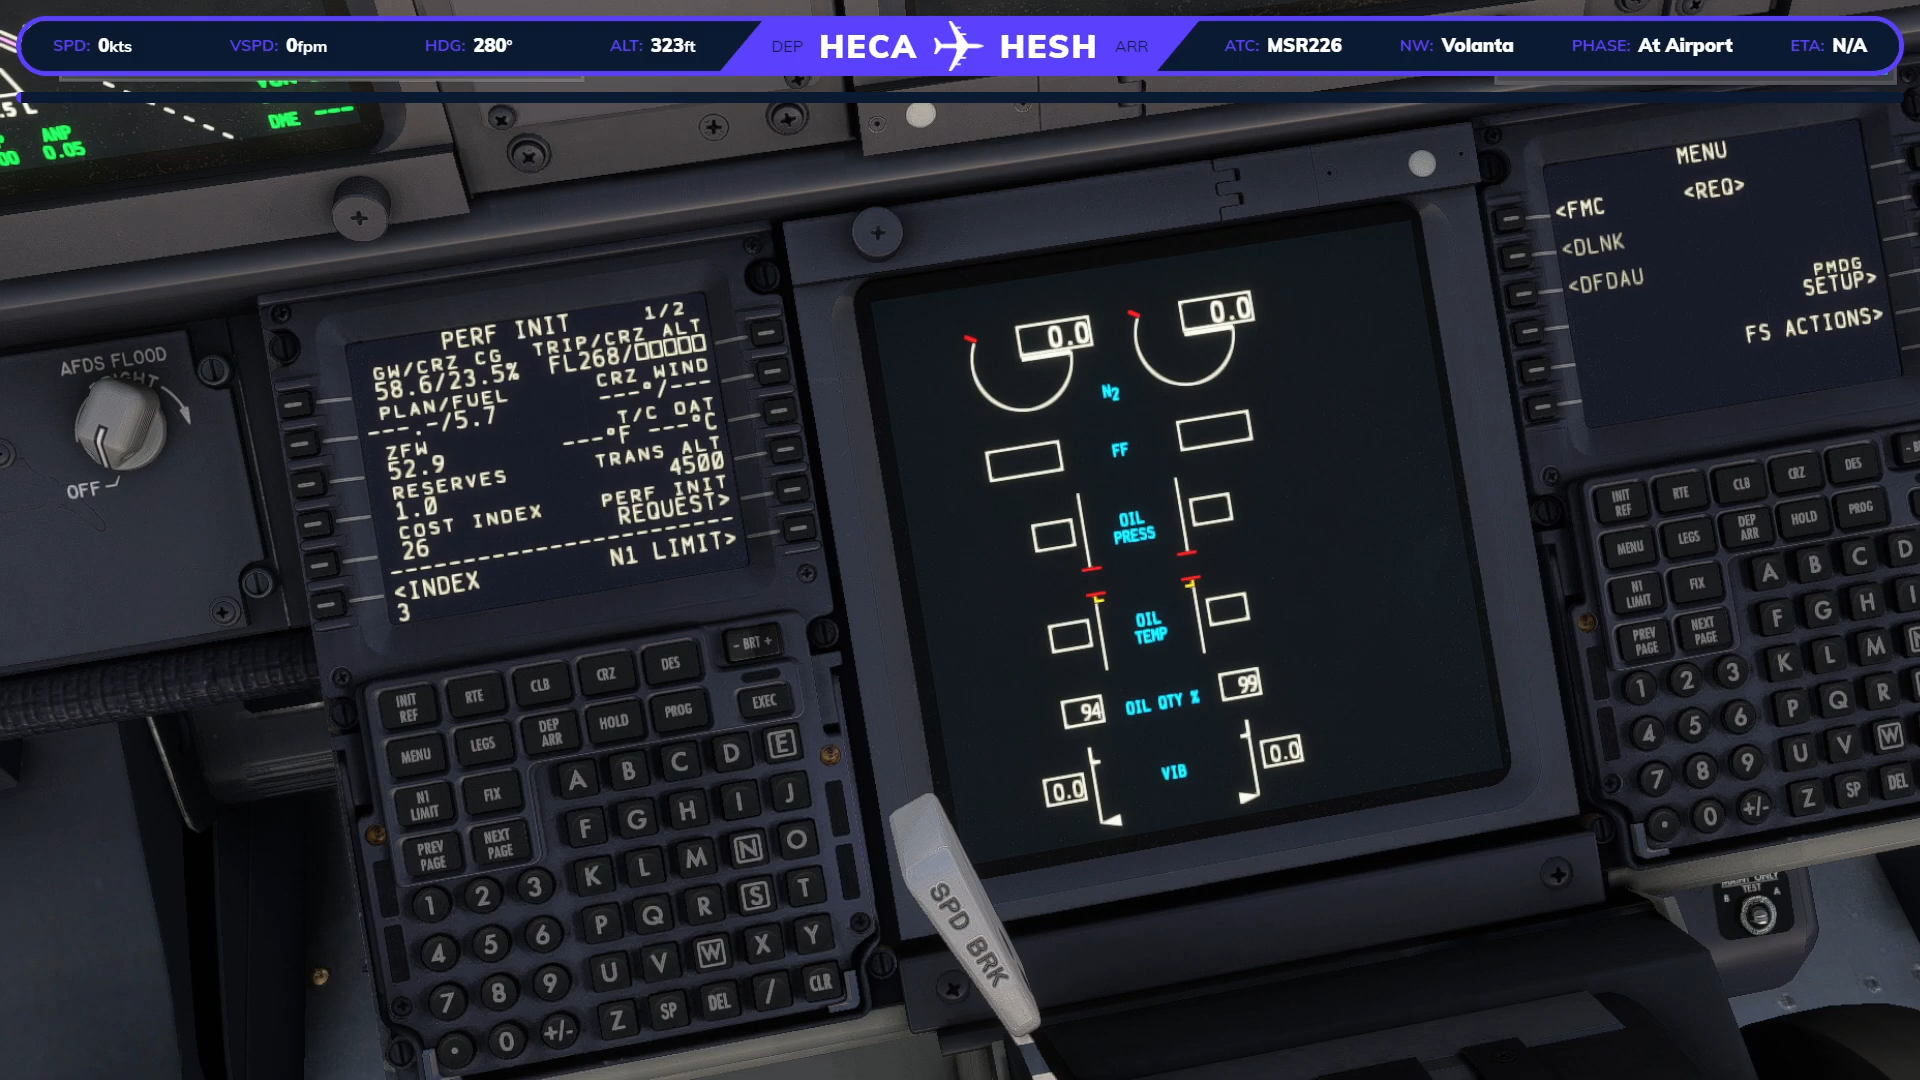 SPD: 0kts VSPD: 0fpm HDG: 280° ALT: 323ft DEP HECA HESH ARR ATC: MSR226 NW: Volanta PHASE: At Airport ETA: N/A
.5 L
ANP
0.05
DME ---
AFDS FLOOD
OFF
PERF INIT 1/2
GW/CRZ CG TRIP/CRZ ALT
58.6/23.5% FL268/□□□□□
PLAN/FUEL CRZ WIND
---.-/5.7 ---°/---
ZFW T/C OAT
52.9 ---°F ---°C
RESERVES TRANS ALT
1.0 4500
COST INDEX PERF INIT
26 REQUEST>
<INDEX N1 LIMIT>
3
- BRT +
INIT REF RTE CLB CRZ DES
MENU LEGS DEP ARR HOLD PROG EXEC
N1 LIMIT FIX
PREV PAGE NEXT PAGE
A B C D E
F G H I J
K L M N O
P Q R S T
U V W X Y
Z SP DEL / CLR
1 2 3
4 5 6
7 8 9
. 0 +/-
0.0 0.0
N2
FF
OIL
PRESS
OIL
TEMP
94 OIL QTY % 99
0.0 VIB 0.0
SPD BRK
MENU
<FMC <REQ>
<DLNK
<DFDAU PMDG
SETUP>
FS ACTIONS>
INIT REF RTE CLB CRZ DES
MENU LEGS DEP ARR HOLD PROG
N1 LIMIT FIX
PREV PAGE NEXT PAGE
A B C D
F G H I
K L M
P Q R
U V W
Z SP DEL
1 2 3
4 5 6
7 8 9
. 0 +/-
TEST
B A